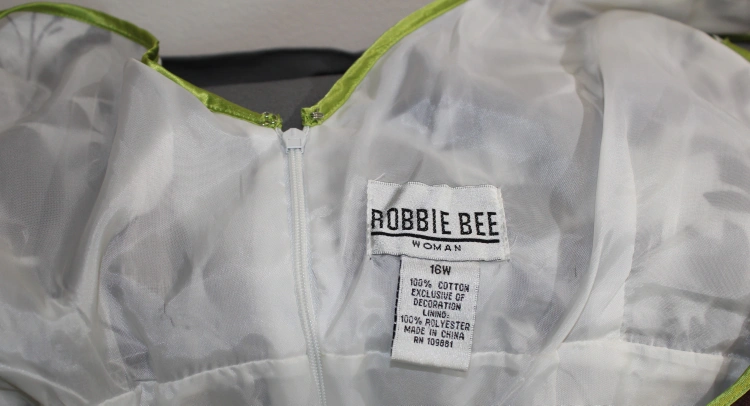 ROBBIE BEE
WOMAN
16W
100% COTTON
EXCLUSIVE OF
DECORATION
LINING:
100% POLYESTER
MADE IN CHINA
RN 109881